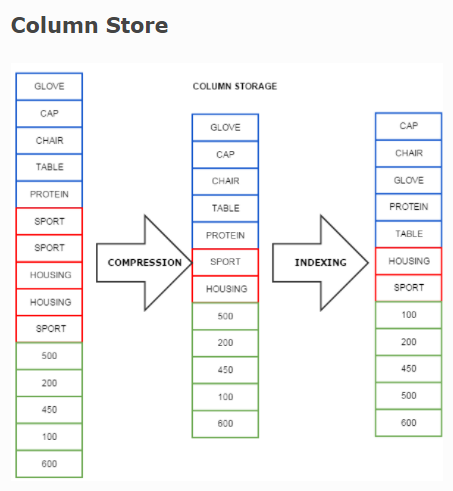 Column Store
COLUMN STORAGE
GLOVE
CAP
CHAIR
TABLE
PROTEIN
SPORT
SPORT
HOUSING
HOUSING
SPORT
500
200
450
100
600
COMPRESSION
GLOVE
CAP
CHAIR
TABLE
PROTEIN
SPORT
HOUSING
500
200
450
100
600
INDEXING
CAP
CHAIR
GLOVE
PROTEIN
TABLE
HOUSING
SPORT
100
200
450
500
600